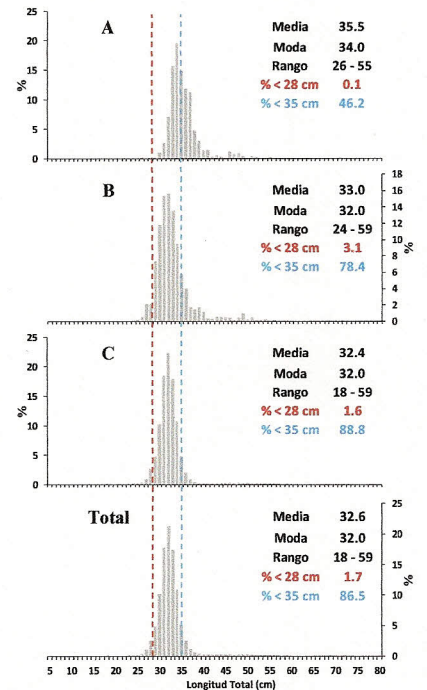 25
20
15
10
5
0
%
A
Media 35.5
Moda 34.0
Rango 26 - 55
% < 28 cm 0.1
% < 35 cm 46.2
B
Media 33.0
Moda 32.0
Rango 24 - 59
% < 28 cm 3.1
% < 35 cm 78.4
18
16
14
12
10
8
6
4
2
0
%
25
20
15
10
5
0
%
C
Media 32.4
Moda 32.0
Rango 18 - 59
% < 28 cm 1.6
% < 35 cm 88.8
Total
Media 32.6
Moda 32.0
Rango 18 - 59
% < 28 cm 1.7
% < 35 cm 86.5
25
20
15
10
5
0
%
5 10 15 20 25 30 35 40 45 50 55 60 65 70 75 80
Longitud Total (cm)